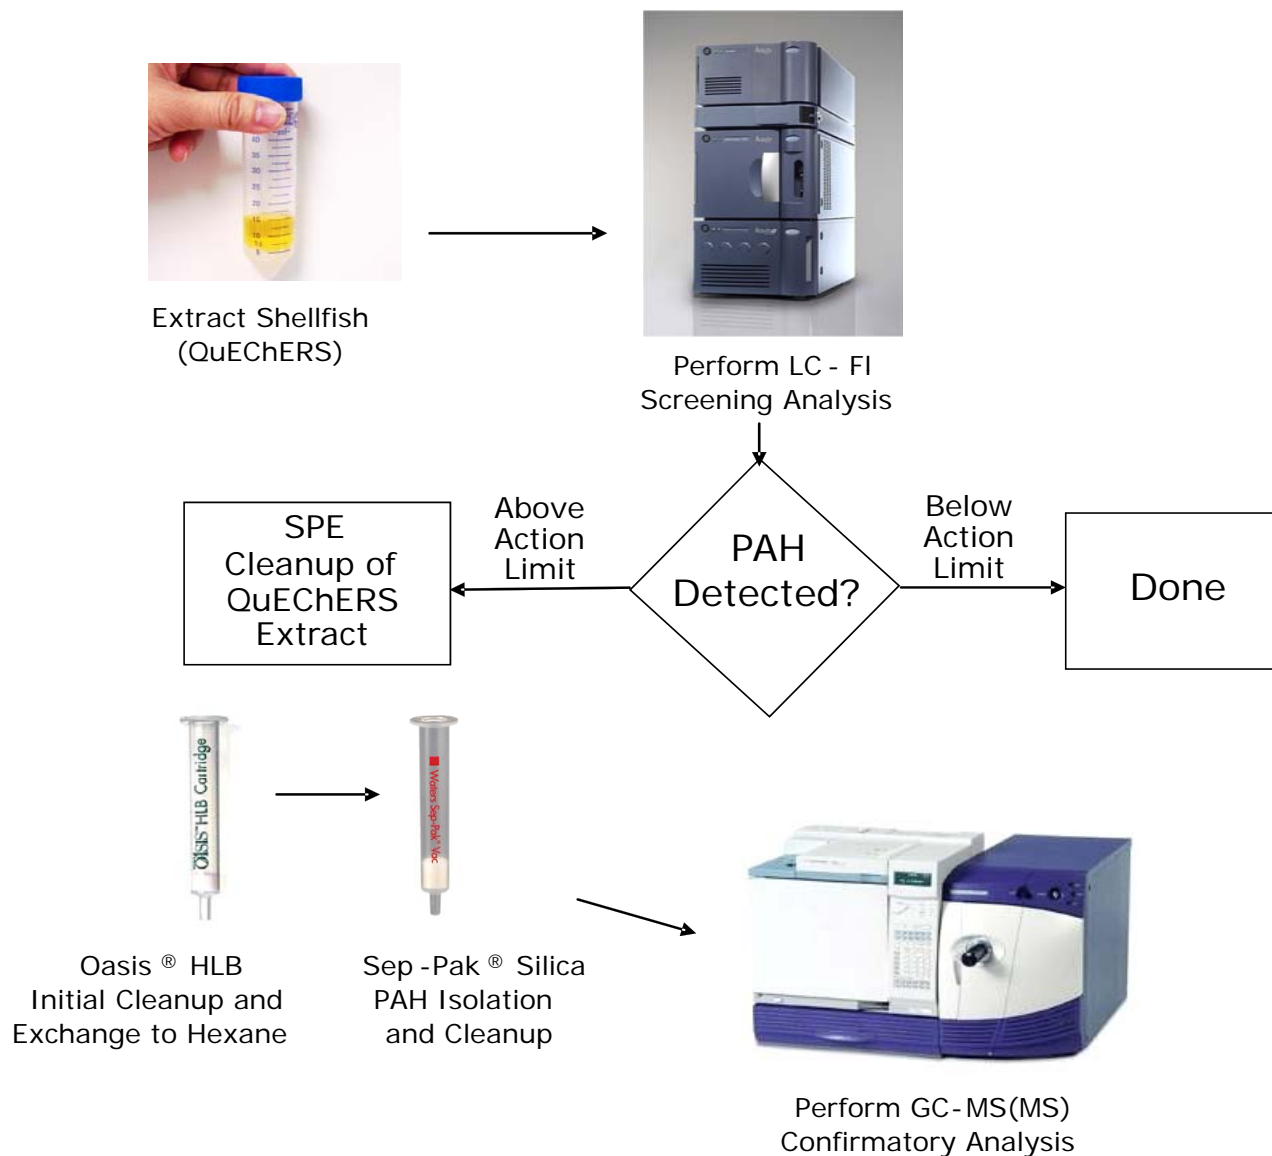 Extract Shellfish
(QuEChERS)
Perform LC - Fl
Screening Analysis
SPE
Cleanup of
QuEChERS
Extract
Above
Action
Limit
PAH
Detected?
Below
Action
Limit
Done
Oasis™HLB Cartridge
Waters Sep-Pak® Vac
Oasis ® HLB
Initial Cleanup and
Exchange to Hexane
Sep -Pak ® Silica
PAH Isolation
and Cleanup
Perform GC-MS(MS)
Confirmatory Analysis